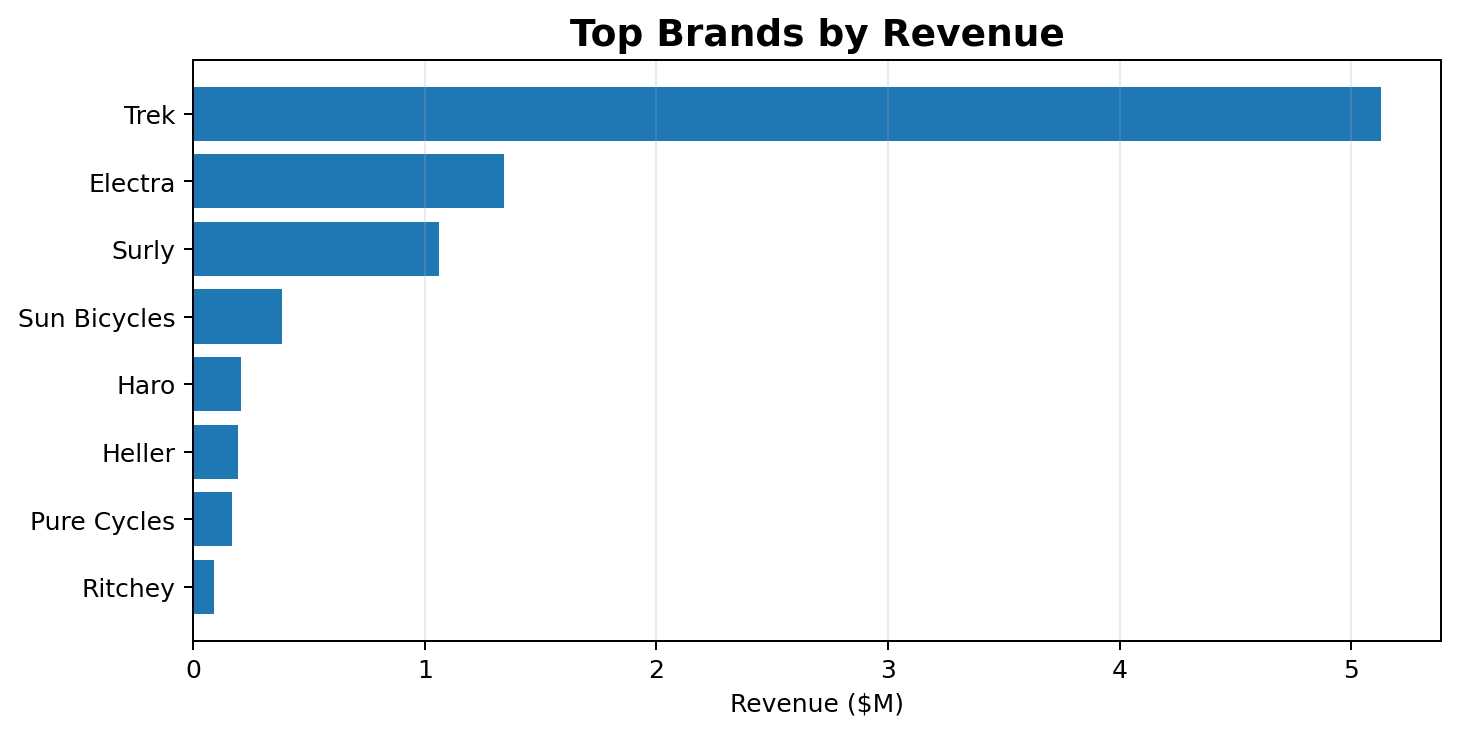 Top Brands by Revenue
Trek
Electra
Surly
Sun Bicycles
Haro
Heller
Pure Cycles
Ritchey
0 1 2 3 4 5
Revenue ($M)